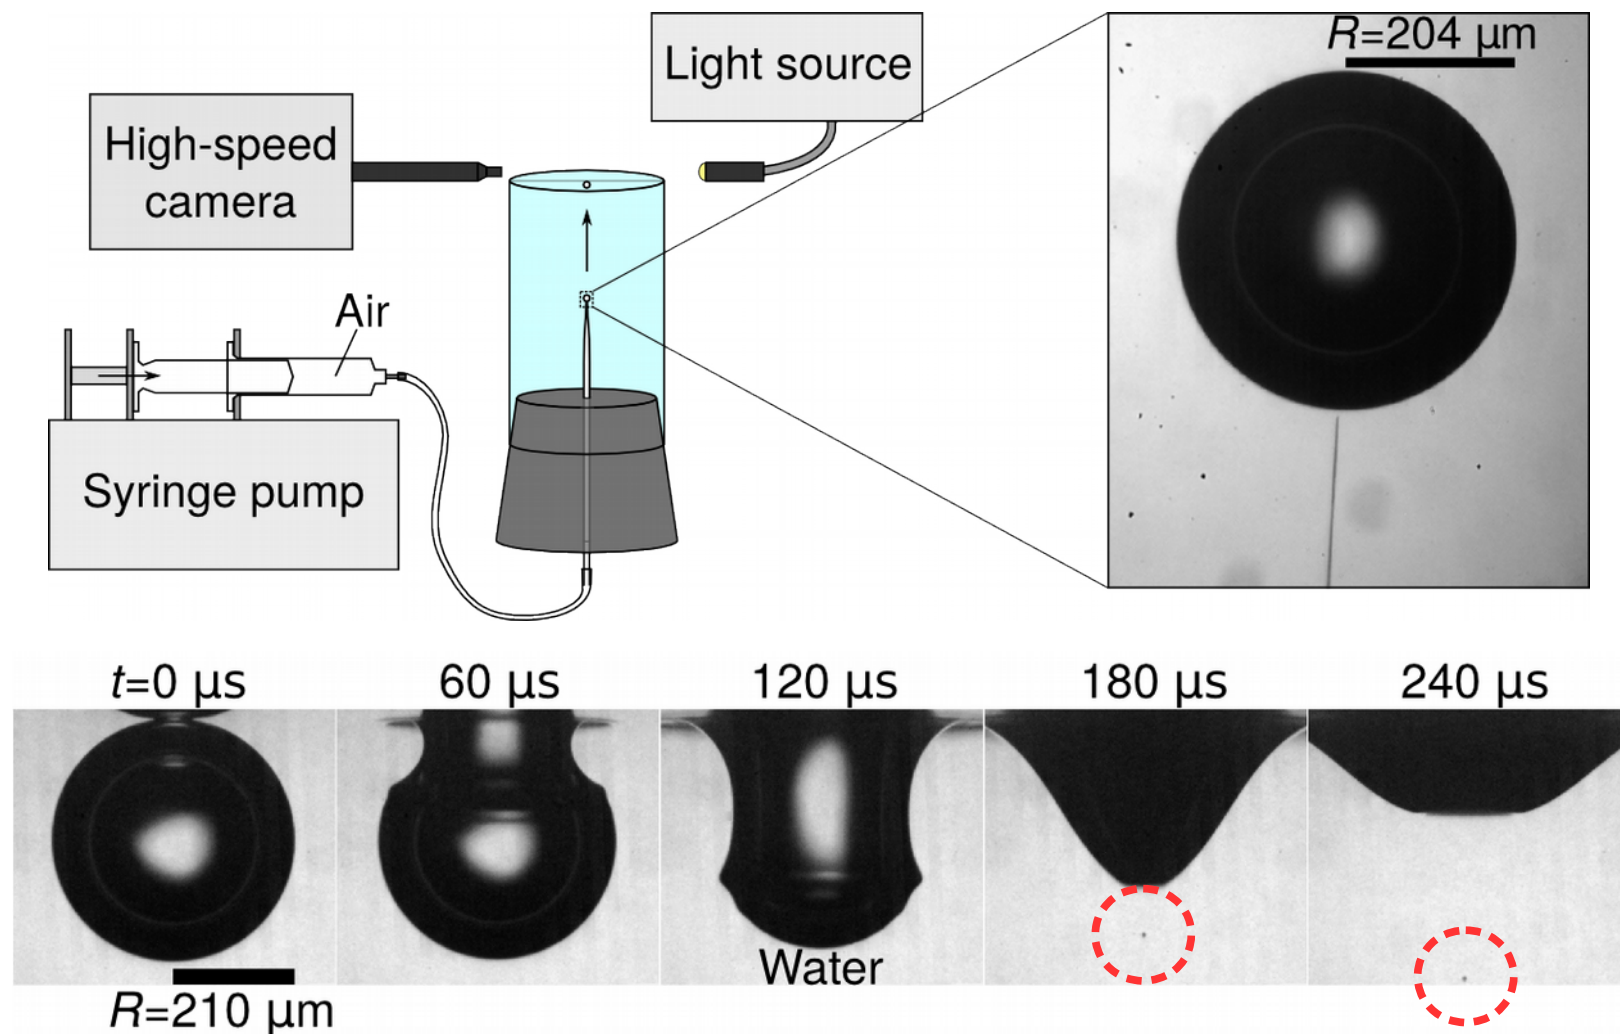 Light source
R=204 μm
High-speed
camera
Air
Syringe pump
t=0 μs
60 μs
120 μs
180 μs
240 μs
Water
R=210 μm